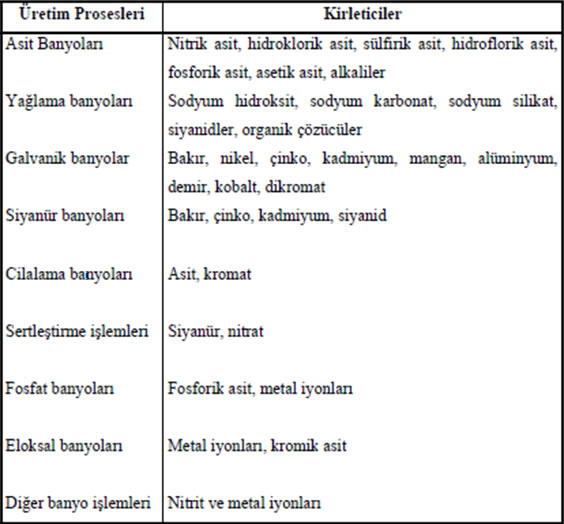 Üretim Prosesleri Kirleticiler
Asit Banyoları Nitrik asit, hidroklorik asit, sülfirik asit, hidroflorik asit,
fosforik asit, asetik asit, alkaliler
Yağlama banyoları Sodyum hidroksit, sodyum karbonat, sodyum silikat,
siyanidler, organik çözücüler
Galvanik banyolar Bakır, nikel, çinko, kadmiyum, mangan, alüminyum,
demir, kobalt, dikromat
Siyanür banyoları Bakır, çinko, kadmiyum, siyanid
Cilalama banyoları Asit, kromat
Sertleştirme işlemleri Siyanür, nitrat
Fosfat banyoları Fosforik asit, metal iyonları
Eloksal banyoları Metal iyonları, kromik asit
Diğer banyo işlemleri Nitrit ve metal iyonları